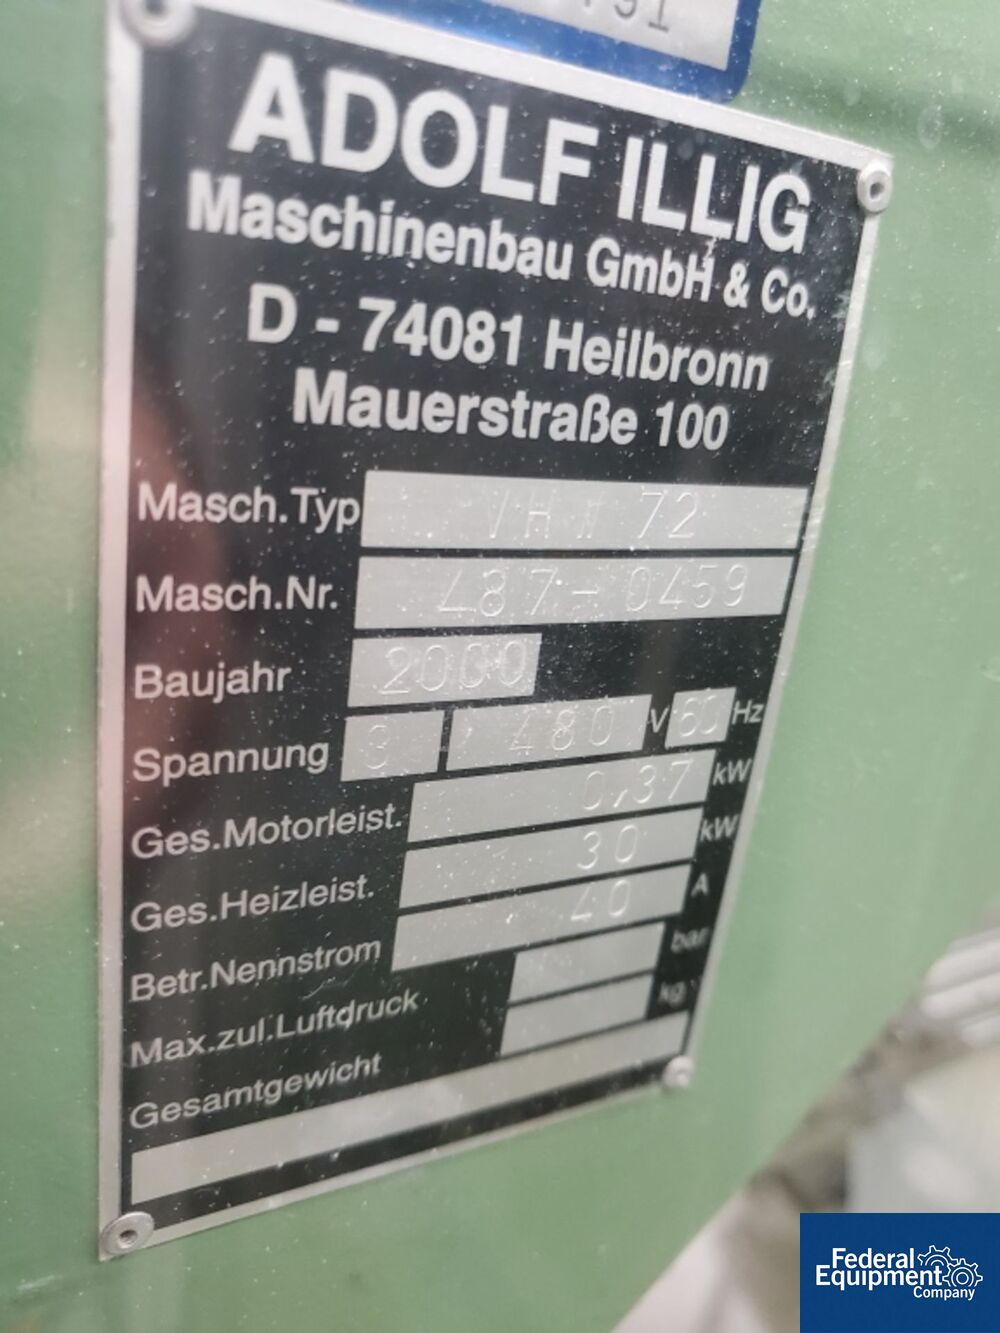 ADOLF ILLIG
Maschinenbau GmbH & Co.
D - 74081 Heilbronn
Mauerstraße 100
Masch.Typ VHW 72
Masch.Nr. 487-0459
Baujahr 2000
Spannung 3 480 V 60 Hz
Ges.Motorleist. 0,37 kW
Ges.Heizleist. 30 kW
Betr.Nennstrom 40 A
Max.zul.Luftdruck bar
Gesamtgewicht kg
Federal
Equipment
Company